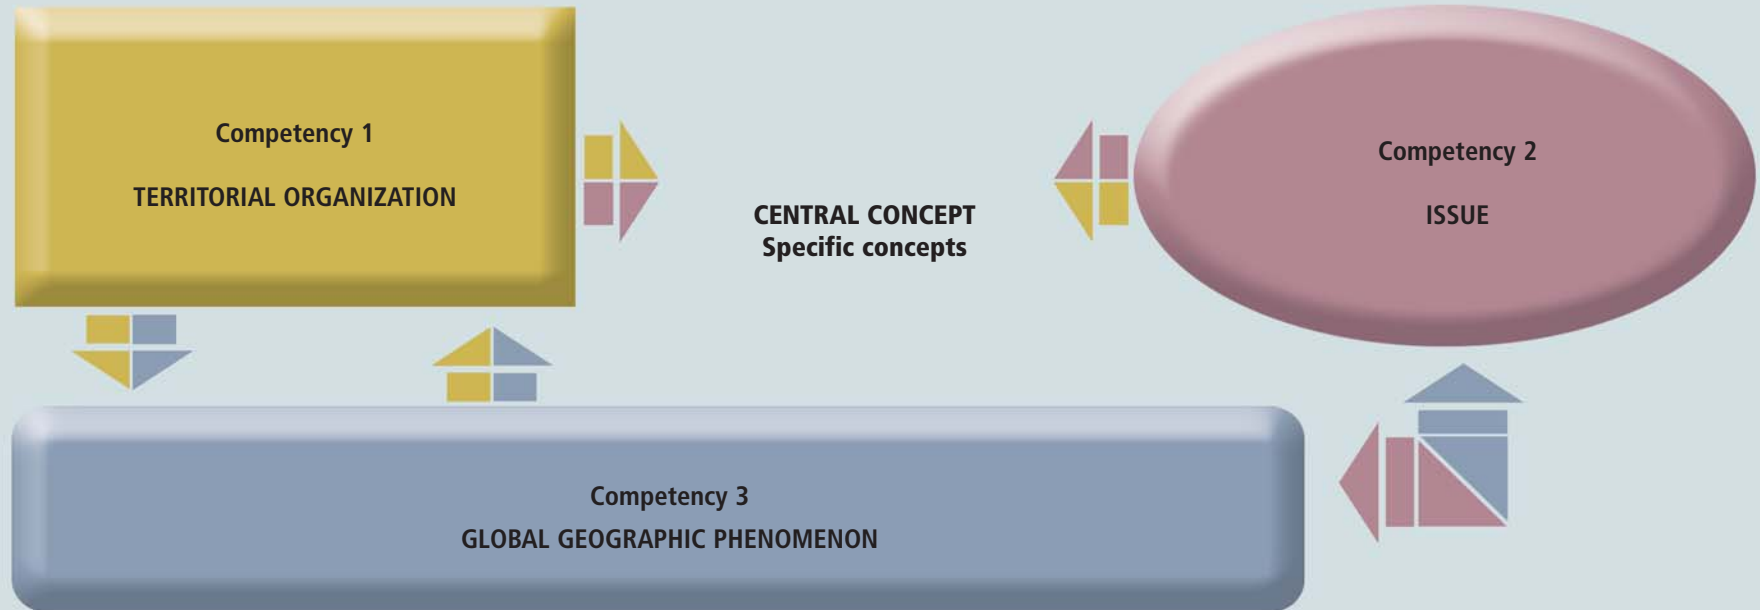 Competency 1
TERRITORIAL ORGANIZATION
CENTRAL CONCEPT
Specific concepts
Competency 2
ISSUE
Competency 3
GLOBAL GEOGRAPHIC PHENOMENON